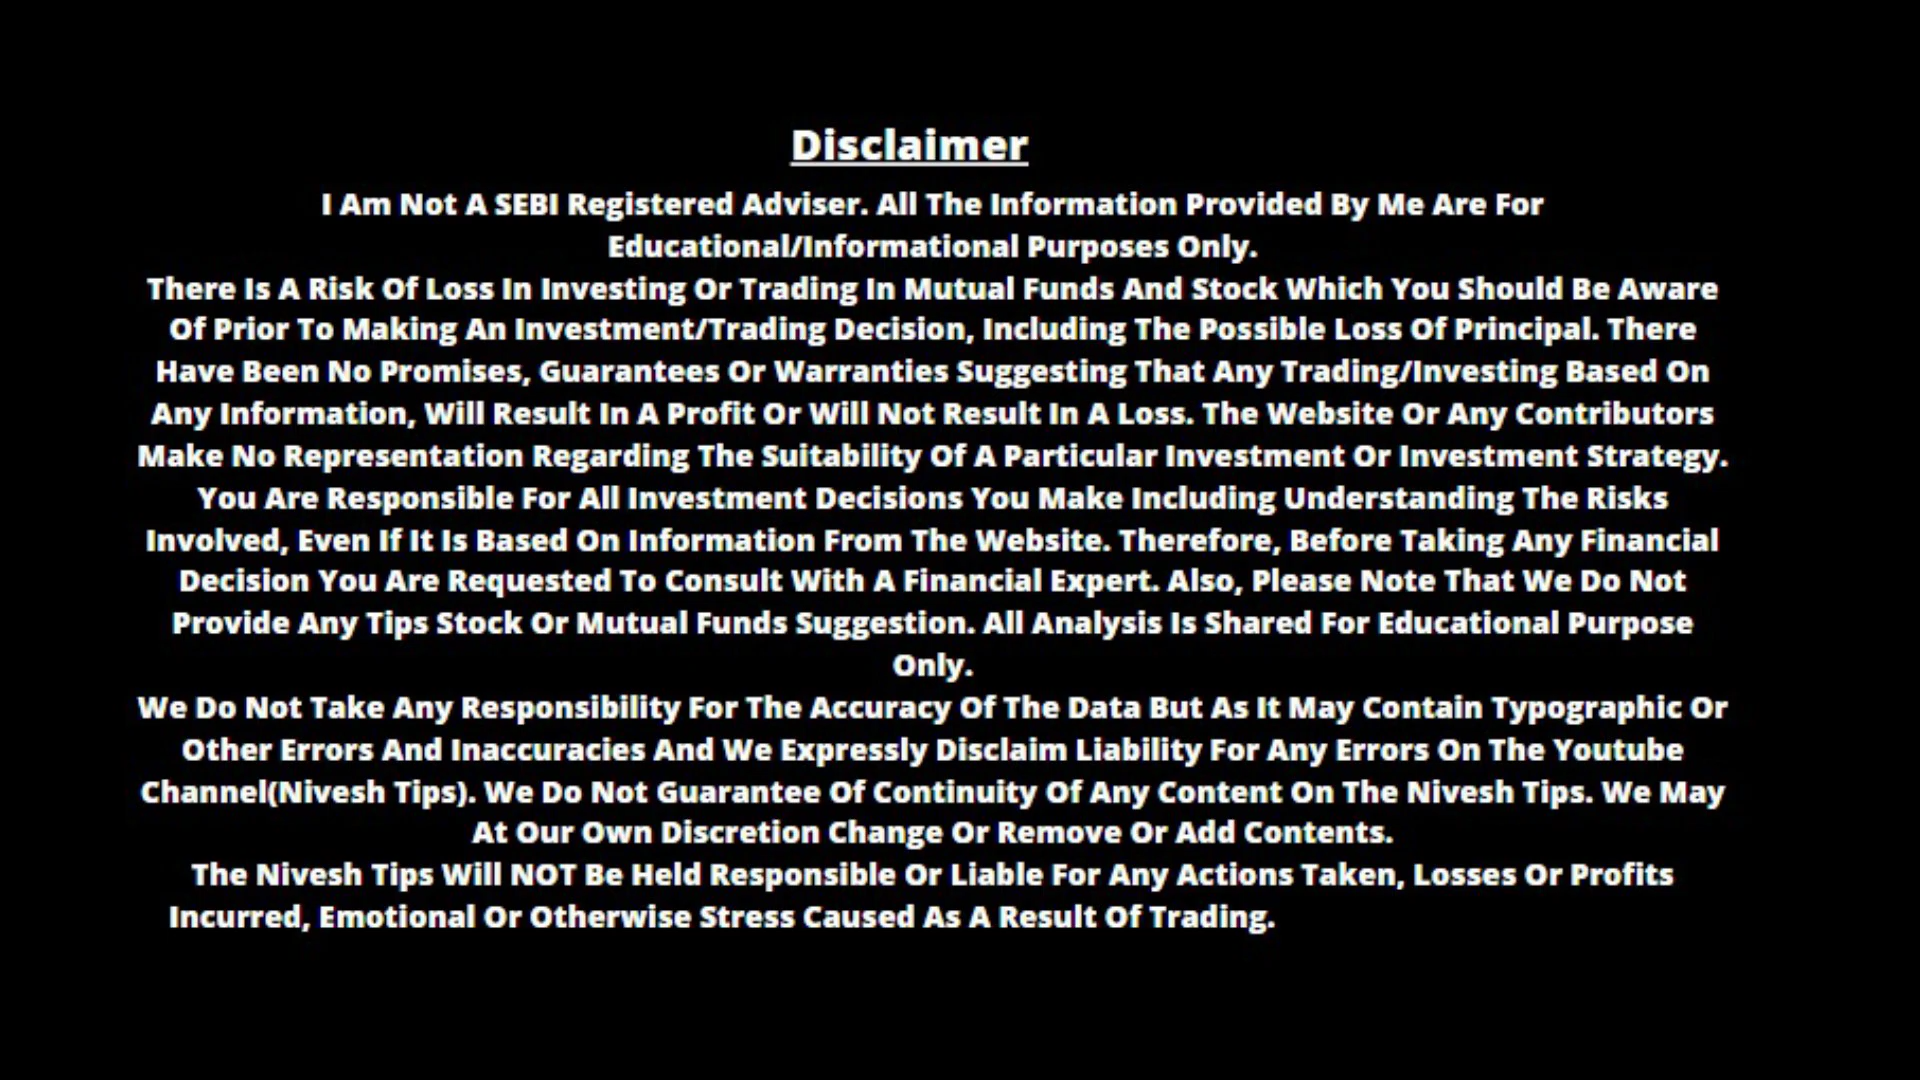 Disclaimer
I Am Not A SEBI Registered Adviser. All The Information Provided By Me Are For
Educational/Informational Purposes Only.
There Is A Risk Of Loss In Investing Or Trading In Mutual Funds And Stock Which You Should Be Aware
Of Prior To Making An Investment/Trading Decision, Including The Possible Loss Of Principal. There
Have Been No Promises, Guarantees Or Warranties Suggesting That Any Trading/Investing Based On
Any Information, Will Result In A Profit Or Will Not Result In A Loss. The Website Or Any Contributors
Make No Representation Regarding The Suitability Of A Particular Investment Or Investment Strategy.
You Are Responsible For All Investment Decisions You Make Including Understanding The Risks
Involved, Even If It Is Based On Information From The Website. Therefore, Before Taking Any Financial
Decision You Are Requested To Consult With A Financial Expert. Also, Please Note That We Do Not
Provide Any Tips Stock Or Mutual Funds Suggestion. All Analysis Is Shared For Educational Purpose
Only.
We Do Not Take Any Responsibility For The Accuracy Of The Data But As It May Contain Typographic Or
Other Errors And Inaccuracies And We Expressly Disclaim Liability For Any Errors On The Youtube
Channel(Nivesh Tips). We Do Not Guarantee Of Continuity Of Any Content On The Nivesh Tips. We May
At Our Own Discretion Change Or Remove Or Add Contents.
The Nivesh Tips Will NOT Be Held Responsible Or Liable For Any Actions Taken, Losses Or Profits
Incurred, Emotional Or Otherwise Stress Caused As A Result Of Trading.